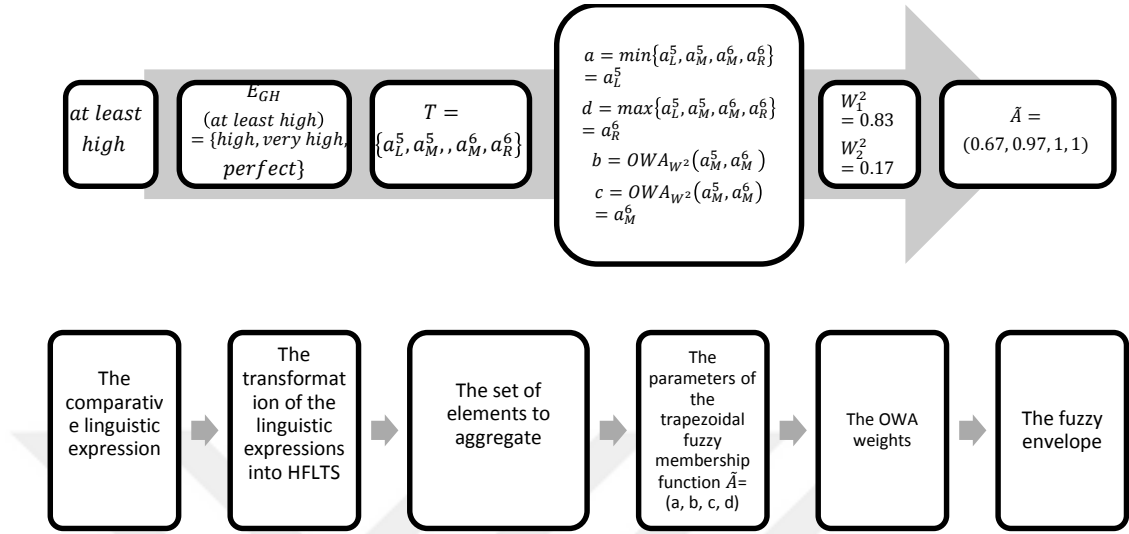 at least
high
E_GH
(at least high)
= {high, very high,
perfect}
T =
{a_L^5, a_M^5, , a_M^6, a_R^6}
a = min{a_L^5, a_M^5, a_M^6, a_R^6}
= a_L^5
d = max{a_L^5, a_M^5, a_M^6, a_R^6}
= a_R^6
b = OWA_{W^2}(a_M^5, a_M^6)
c = OWA_{W^2}(a_M^5, a_M^6)
= a_M^6
W_1^2
= 0.83
W_2^2
= 0.17
Ã =
(0.67, 0.97, 1, 1)
The
comparativ
e linguistic
expression
The
transformat
ion of the
linguistic
expressions
into HFLTS
The set of
elements to
aggregate
The
parameters of
the
trapezoidal
fuzzy
membership
function Ã=
(a, b, c, d)
The OWA
weights
The fuzzy
envelope